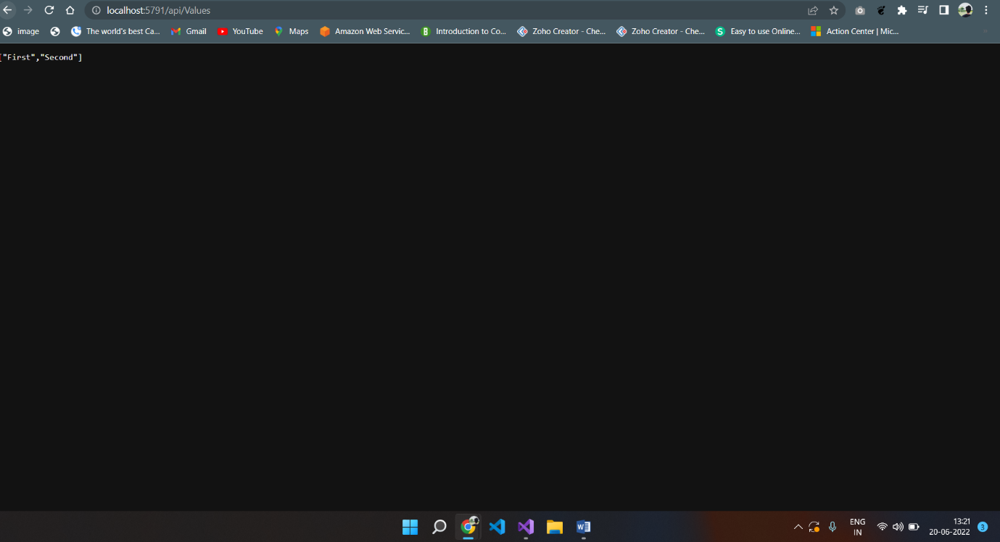 localhost:5791/api/Values
image The world's best Ca... Gmail YouTube Maps Amazon Web Servic... B Introduction to Co... Zoho Creator - Che... Zoho Creator - Che... S Easy to use Online... Action Center | Mic...
["First","Second"]
ENG 13:21
IN 20-06-2022 3